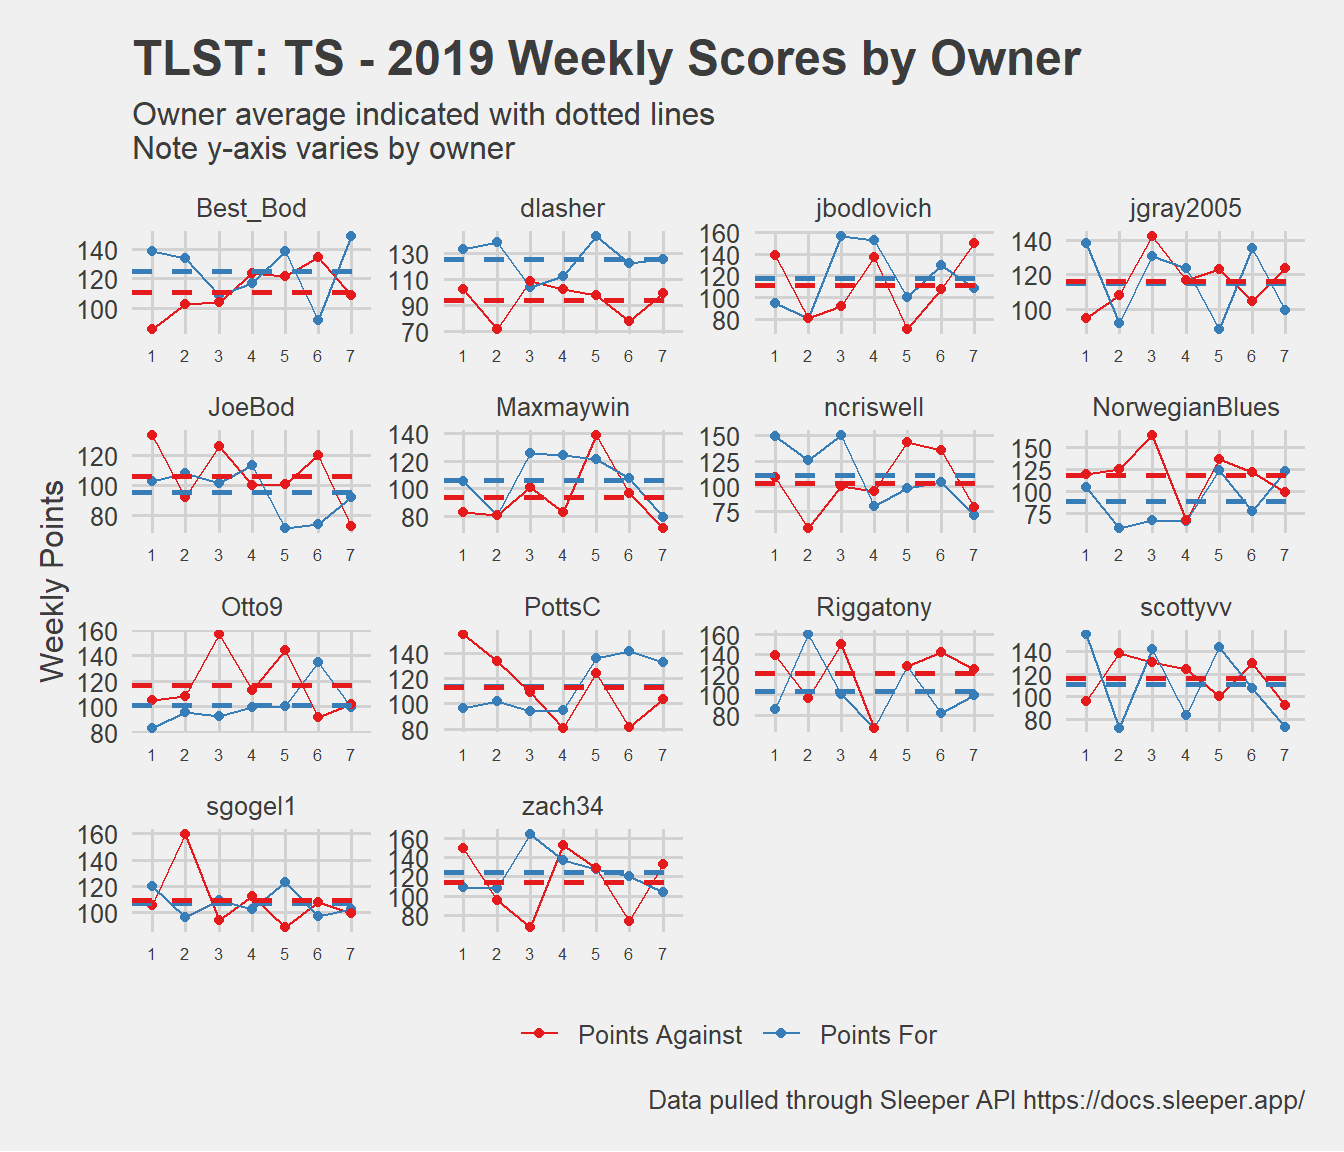 TLST: TS - 2019 Weekly Scores by Owner
Owner average indicated with dotted lines
Note y-axis varies by owner
Weekly Points
Best_Bod
140
120
100
1 2 3 4 5 6 7
dlasher
130
110
90
70
1 2 3 4 5 6 7
jbodlovich
160
140
120
100
80
1 2 3 4 5 6 7
jgray2005
140
120
100
1 2 3 4 5 6 7
JoeBod
120
100
80
1 2 3 4 5 6 7
Maxmaywin
140
120
100
80
1 2 3 4 5 6 7
ncriswell
150
125
100
75
1 2 3 4 5 6 7
NorwegianBlues
150
125
100
75
1 2 3 4 5 6 7
Otto9
160
140
120
100
80
1 2 3 4 5 6 7
PottsC
140
120
100
80
1 2 3 4 5 6 7
Riggatony
160
140
120
100
80
1 2 3 4 5 6 7
scottyvv
140
120
100
80
1 2 3 4 5 6 7
sgogel1
160
140
120
100
1 2 3 4 5 6 7
zach34
160
140
120
100
80
1 2 3 4 5 6 7
Points Against Points For
Data pulled through Sleeper API https://docs.sleeper.app/